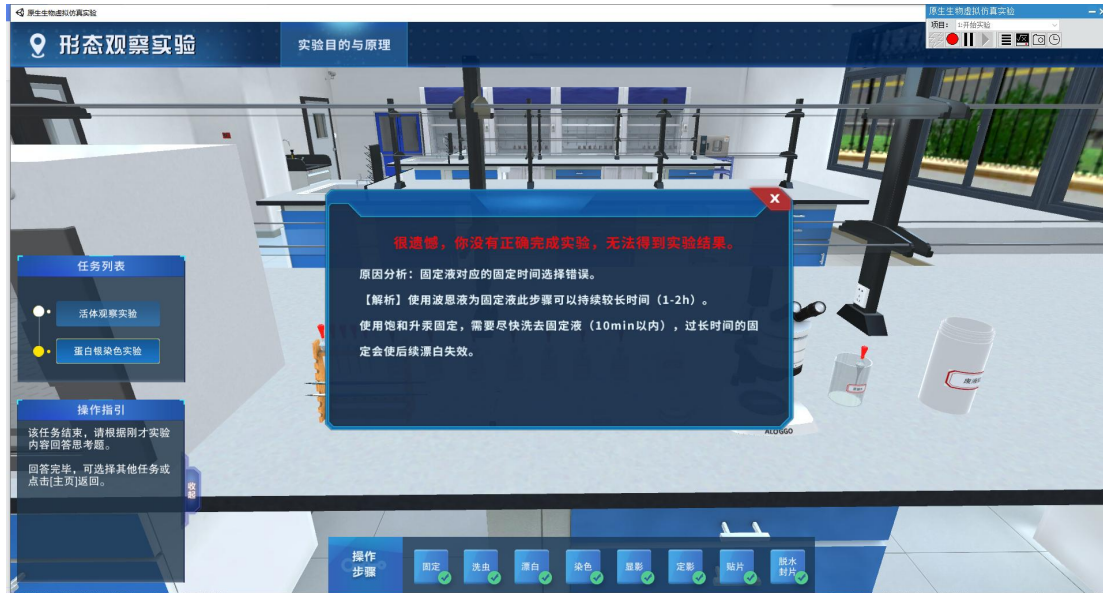 原生生物虚拟仿真实验
原生生物虚拟仿真实验
项目： 1:开始实验
形态观察实验
实验目的与原理
X
很遗憾，你没有正确完成实验，无法得到实验结果。
原因分析：固定液对应的固定时间选择错误。
【解析】使用波恩液为固定液此步骤可以持续较长时间（1-2h）。
使用饱和升汞固定，需要尽快洗去固定液（10min以内），过长时间的固
定会使后续漂白失效。
任务列表
活体观察实验
蛋白银染色实验
操作指引
该任务结束，请根据刚才实验
内容回答思考题。
回答完毕，可选择其他任务或
点击[主页]返回。
收起
ALOGGO
操作
步骤
固定
洗虫
漂白
染色
显影
定影
贴片
脱水
封片